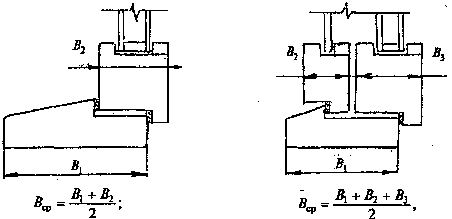 B₂
B₂
B₃
B₁
B₁
Bср = (B₁ + B₂) / 2;
Bср = (B₁ + B₂ + B₃) / 2,